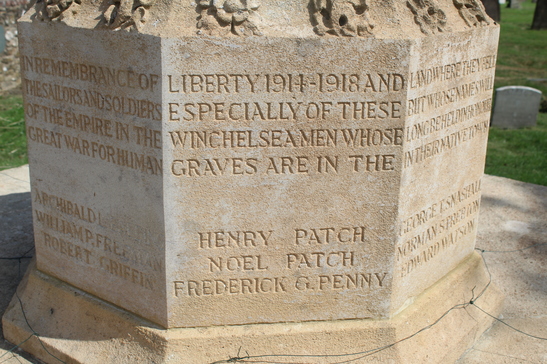 IN REMEMBRANCE OF
THE SAILORS AND SOLDIERS
OF THE EMPIRE IN THE
GREAT WAR FOR HUMAN
ARCHIBALD
WILLIAM P. FREEMAN
ROBERT GRIFFIN
LIBERTY 1914-1918 AND
ESPECIALLY OF THESE
WINCHELSEA MEN WHOSE
GRAVES ARE IN THE
HENRY PATCH
NOEL PATCH
FREDERICK G. PENNY
LAND WHERE THEY FELL
BUT WHOSE NAMES WILL
LONG BE HELD IN HONOUR
IN THEIR NATIVE TOWN
GEORGE E. SNASHALL
NORMAN S.
EDWARD WATSON